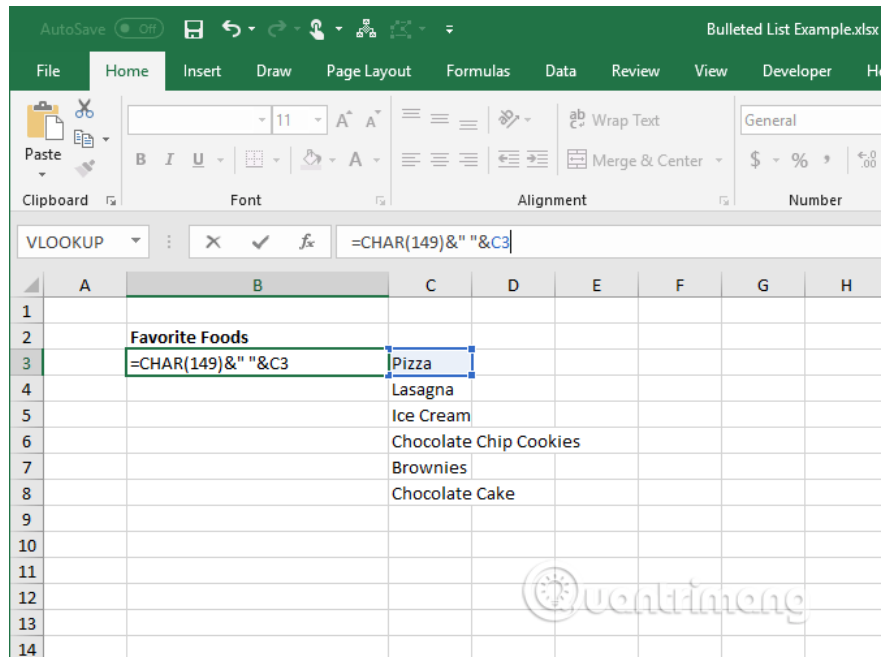 AutoSave Off Bulleted List Example.xlsx
File Home Insert Draw Page Layout Formulas Data Review View Developer
11 A A ab Wrap Text General
Paste B I U A Merge & Center $ % , .00
Clipboard Font Alignment Number
VLOOKUP fx =CHAR(149)&" "&C3
A B C D E F G H
1
2 Favorite Foods
3 =CHAR(149)&" "&C3 Pizza
4 Lasagna
5 Ice Cream
6 Chocolate Chip Cookies
7 Brownies
8 Chocolate Cake
9
10
11
12 Quantrimang
13
14